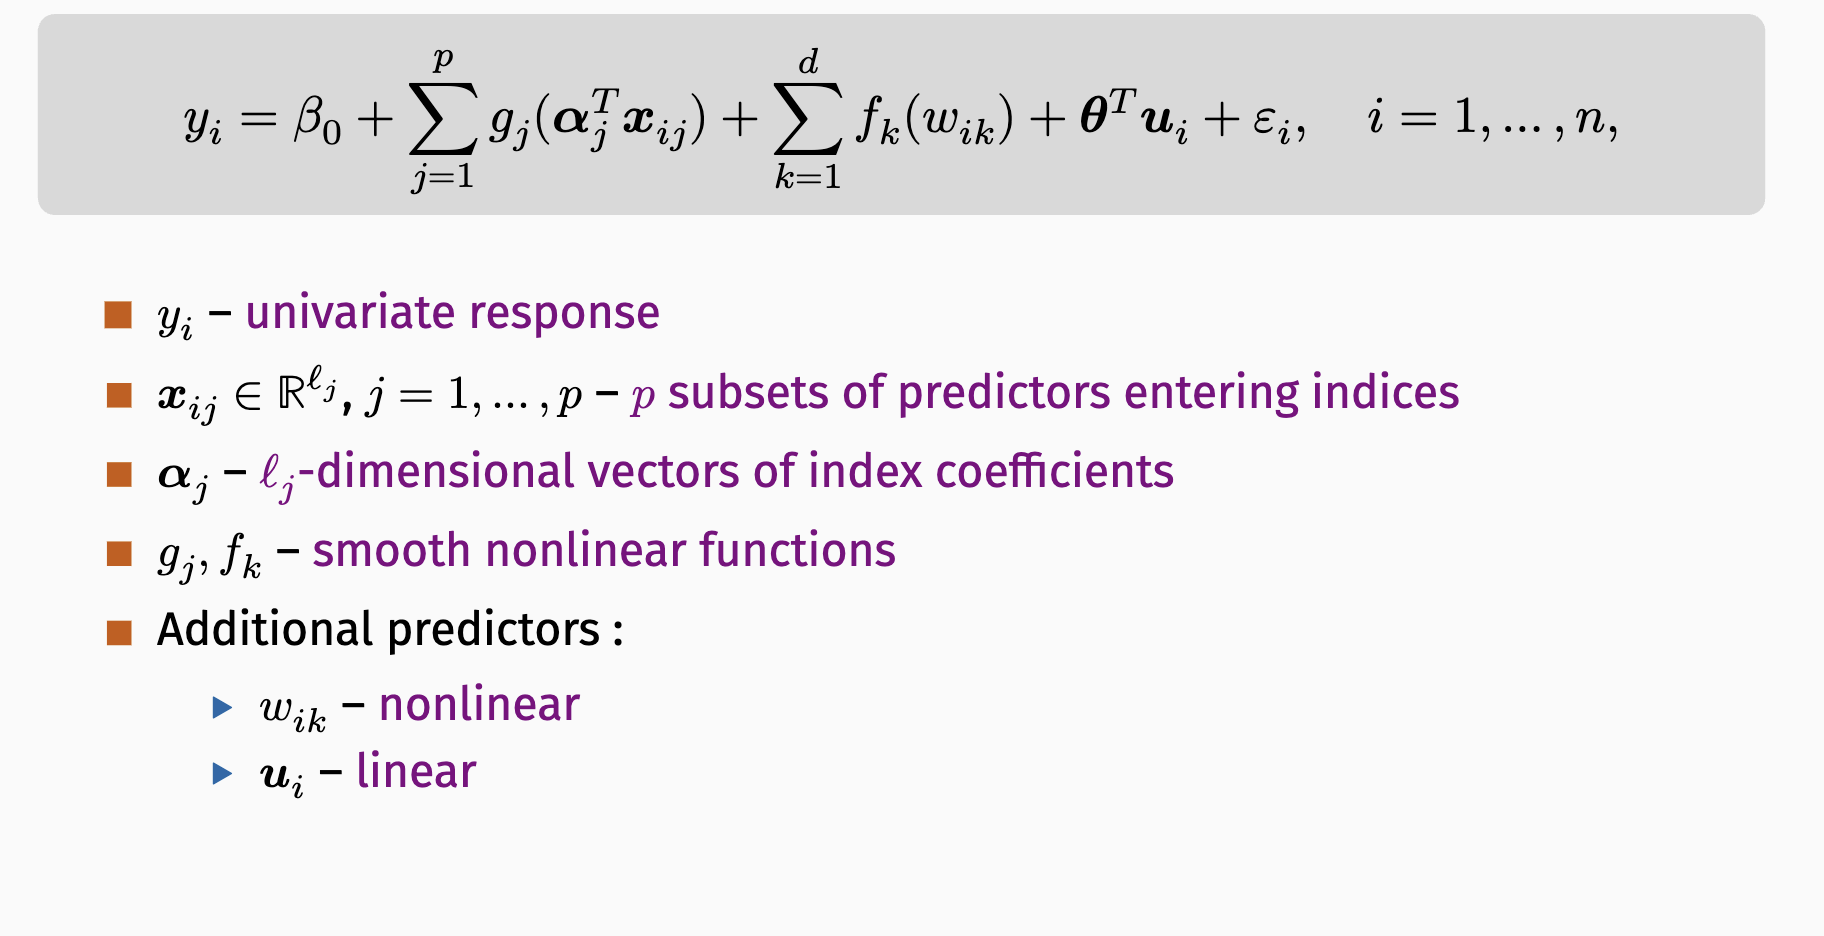 $$y_i = \beta_0 + \sum_{j=1}^{p} g_j(\boldsymbol{\alpha}_j^T \boldsymbol{x}_{ij}) + \sum_{k=1}^{d} f_k(w_{ik}) + \boldsymbol{\theta}^T \boldsymbol{u}_i + \varepsilon_i, \quad i = 1, \dots, n,$$
■ $y_i$ – univariate response
■ $\boldsymbol{x}_{ij} \in \mathbb{R}^{\ell_j}$, $j = 1, \dots, p$ – $p$ subsets of predictors entering indices
■ $\boldsymbol{\alpha}_j$ – $\ell_j$-dimensional vectors of index coefficients
■ $g_j, f_k$ – smooth nonlinear functions
■ Additional predictors :
▶ $w_{ik}$ – nonlinear
▶ $\boldsymbol{u}_i$ – linear